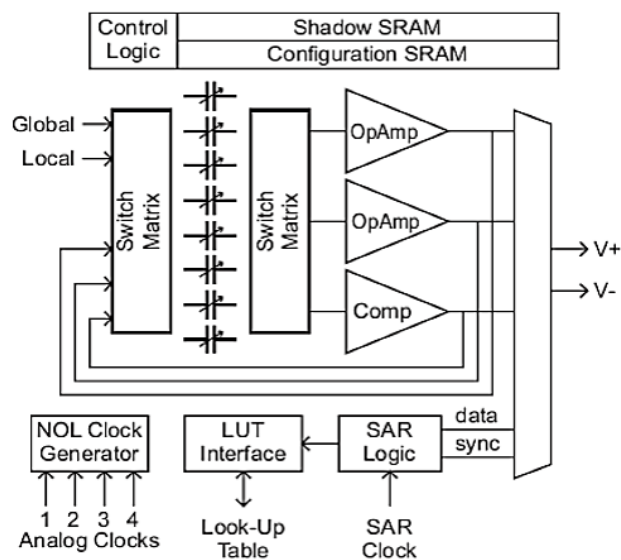 Control
Logic
Shadow SRAM
Configuration SRAM
Global
Local
Switch
Matrix
Switch
Matrix
OpAmp
OpAmp
Comp
V+
V-
data
sync
NOL Clock
Generator
LUT
Interface
SAR
Logic
1 2 3 4
Analog Clocks
Look-Up
Table
SAR
Clock